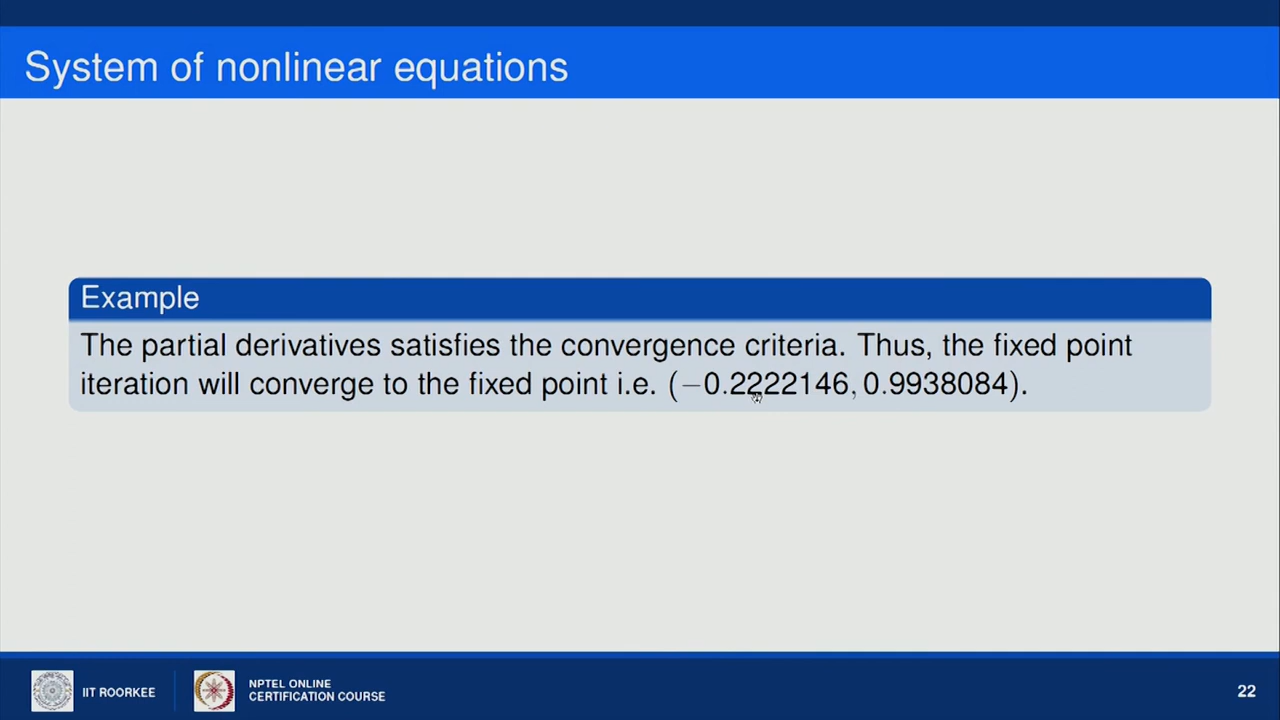 System of nonlinear equations
Example
The partial derivatives satisfies the convergence criteria. Thus, the fixed point
iteration will converge to the fixed point i.e. (−0.2222146, 0.9938084).
IIT ROORKEE
NPTEL ONLINE
CERTIFICATION COURSE
22